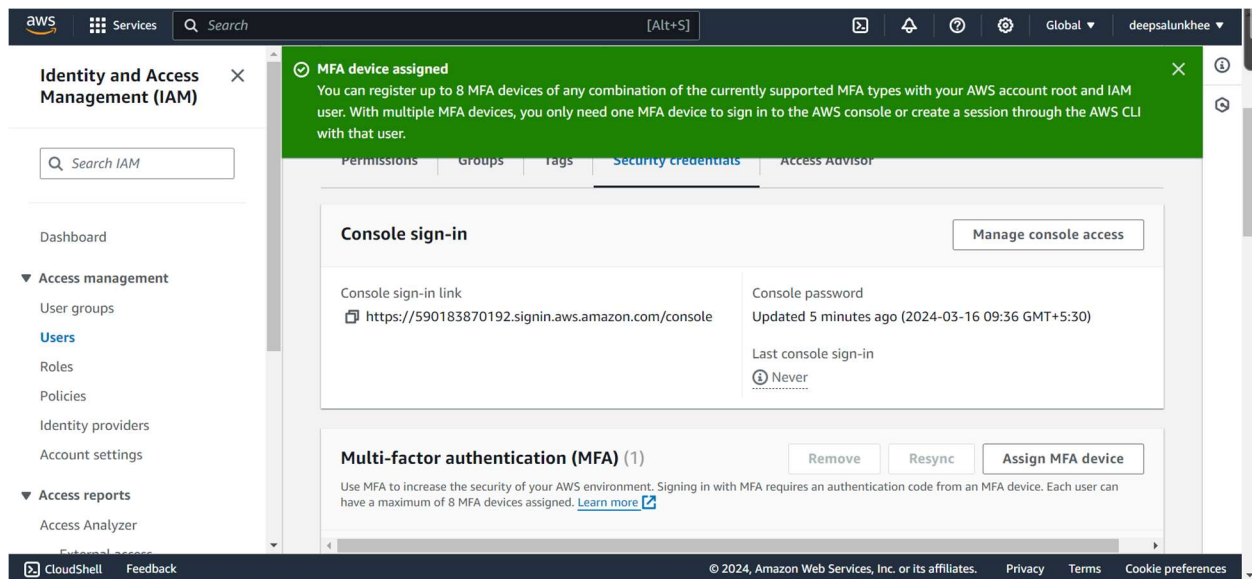 aws
Services
Search
[Alt+S]
Global
deepsalunkhee
Identity and Access
Management (IAM)
Search IAM
Dashboard
Access management
User groups
Users
Roles
Policies
Identity providers
Account settings
Access reports
Access Analyzer
External access
MFA device assigned
You can register up to 8 MFA devices of any combination of the currently supported MFA types with your AWS account root and IAM
user. With multiple MFA devices, you only need one MFA device to sign in to the AWS console or create a session through the AWS CLI
with that user.
Permissions
Groups
Tags
Security credentials
Access Advisor
Console sign-in
Manage console access
Console sign-in link
https://590183870192.signin.aws.amazon.com/console
Console password
Updated 5 minutes ago (2024-03-16 09:36 GMT+5:30)
Last console sign-in
Never
Multi-factor authentication (MFA) (1)
Remove
Resync
Assign MFA device
Use MFA to increase the security of your AWS environment. Signing in with MFA requires an authentication code from an MFA device. Each user can
have a maximum of 8 MFA devices assigned. Learn more
CloudShell
Feedback
© 2024, Amazon Web Services, Inc. or its affiliates.
Privacy
Terms
Cookie preferences